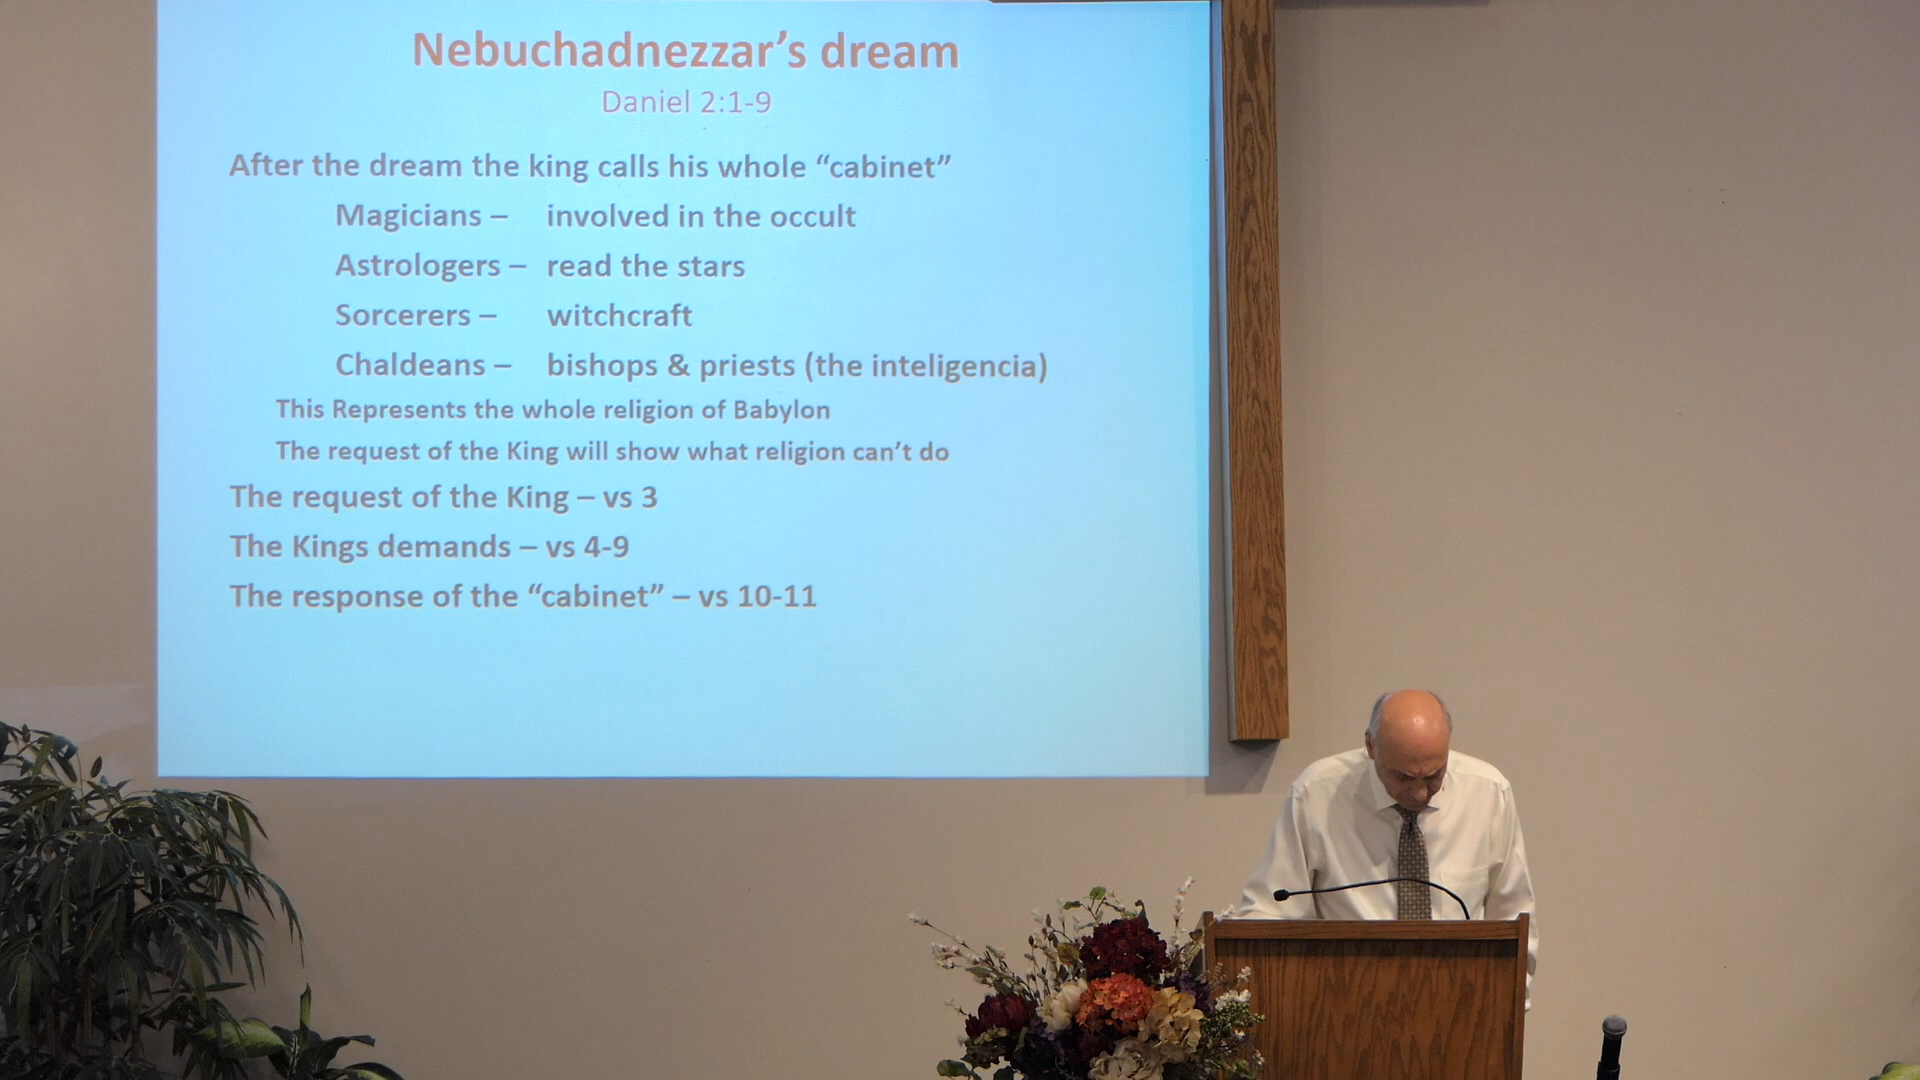 Nebuchadnezzar’s dream
Daniel 2:1-9
After the dream the king calls his whole “cabinet”
Magicians – involved in the occult
Astrologers – read the stars
Sorcerers – witchcraft
Chaldeans – bishops & priests (the inteligencia)
This Represents the whole religion of Babylon
The request of the King will show what religion can’t do
The request of the King – vs 3
The Kings demands – vs 4-9
The response of the “cabinet” – vs 10-11